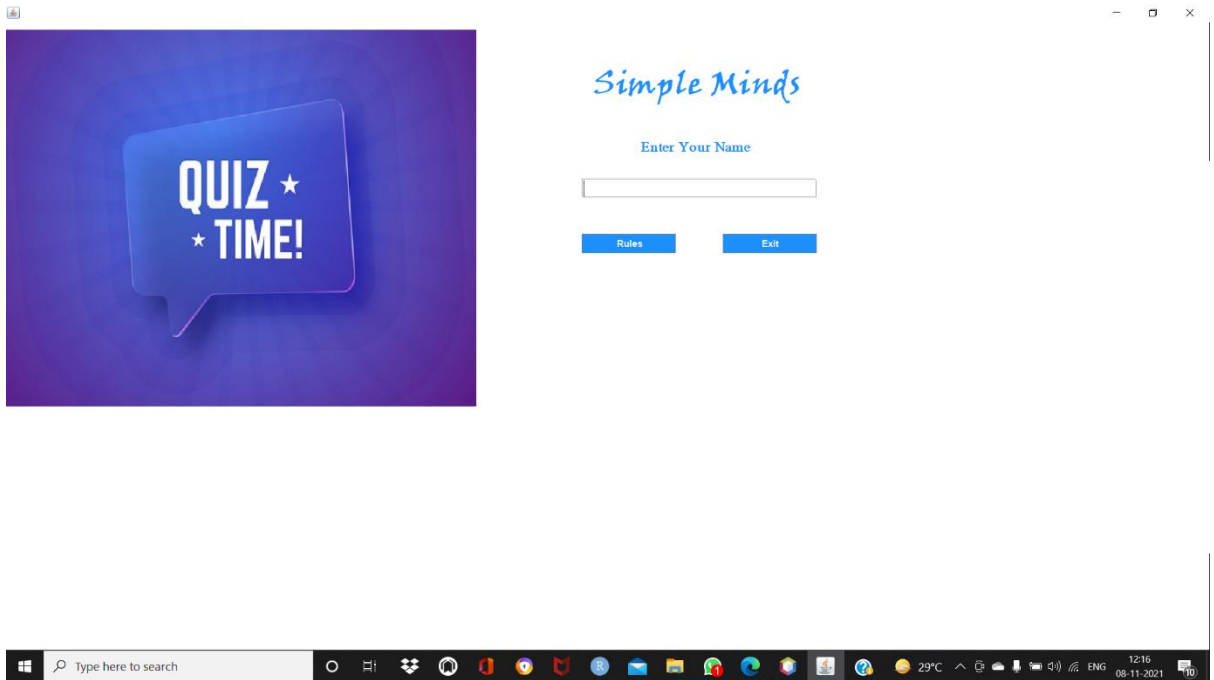 QUIZ
TIME!
Simple Minds
Enter Your Name
Rules
Exit
Type here to search
R
1
29°C
ENG
12:16
08-11-2021
10